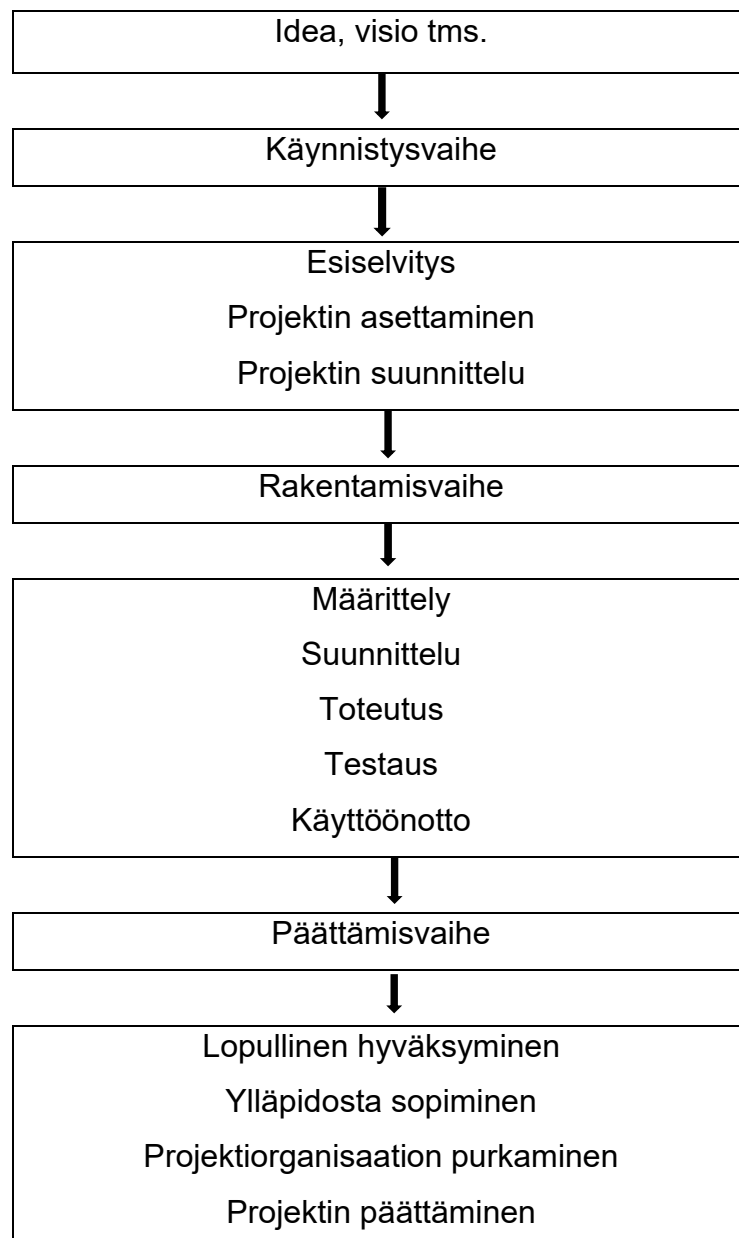 Idea, visio tms.
Käynnistysvaihe
Esiselvitys
Projektin asettaminen
Projektin suunnittelu
Rakentamisvaihe
Määrittely
Suunnittelu
Toteutus
Testaus
Käyttöönotto
Päättämisvaihe
Lopullinen hyväksyminen
Ylläpidosta sopiminen
Projektiorganisaation purkaminen
Projektin päättäminen